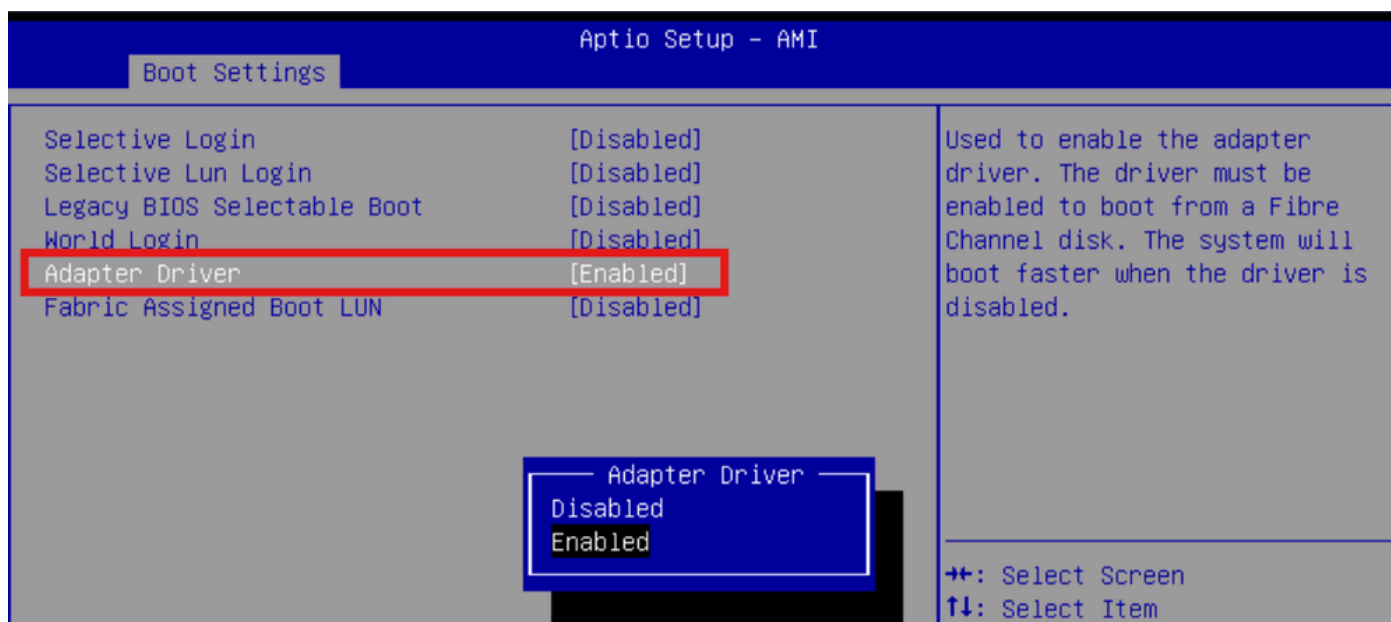 Aptio Setup – AMI
Boot Settings
Selective Login [Disabled]
Selective Lun Login [Disabled]
Legacy BIOS Selectable Boot [Disabled]
World Login [Disabled]
Adapter Driver [Enabled]
Fabric Assigned Boot LUN [Disabled]
Used to enable the adapter
driver. The driver must be
enabled to boot from a Fibre
Channel disk. The system will
boot faster when the driver is
disabled.
Adapter Driver
Disabled
Enabled
→←: Select Screen
↑↓: Select Item